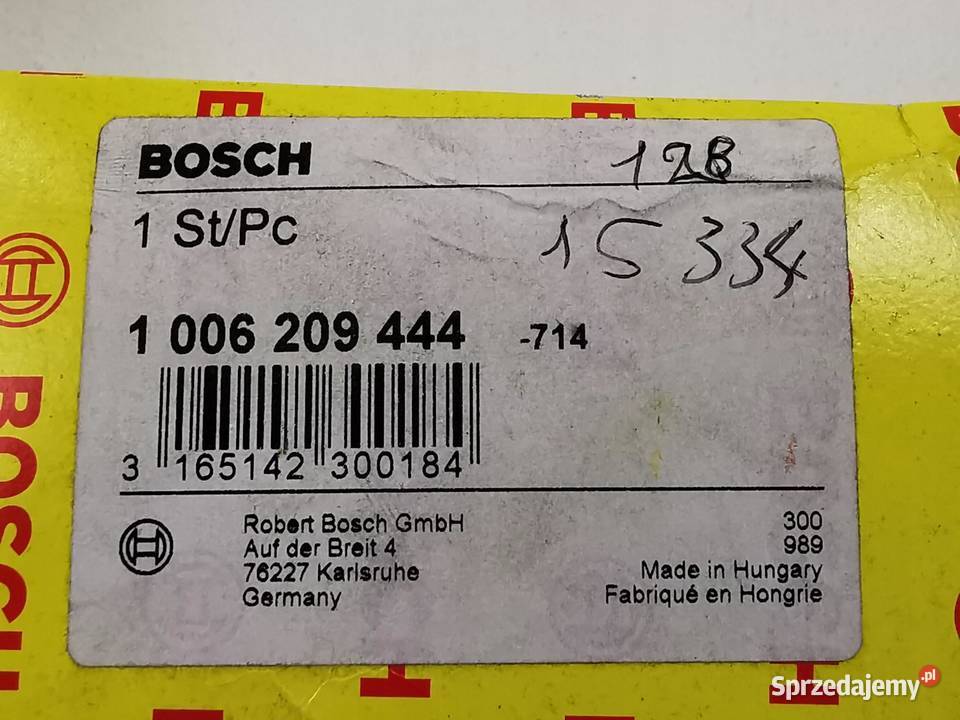 BOSCH
128
1 St/Pc
15 334
1 006 209 444 -714
3 165142 300184
Robert Bosch GmbH
Auf der Breit 4
76227 Karlsruhe
Germany
300
989
Made in Hungary
Fabriqué en Hongrie
BOSCH
Sprzedajemy.pl